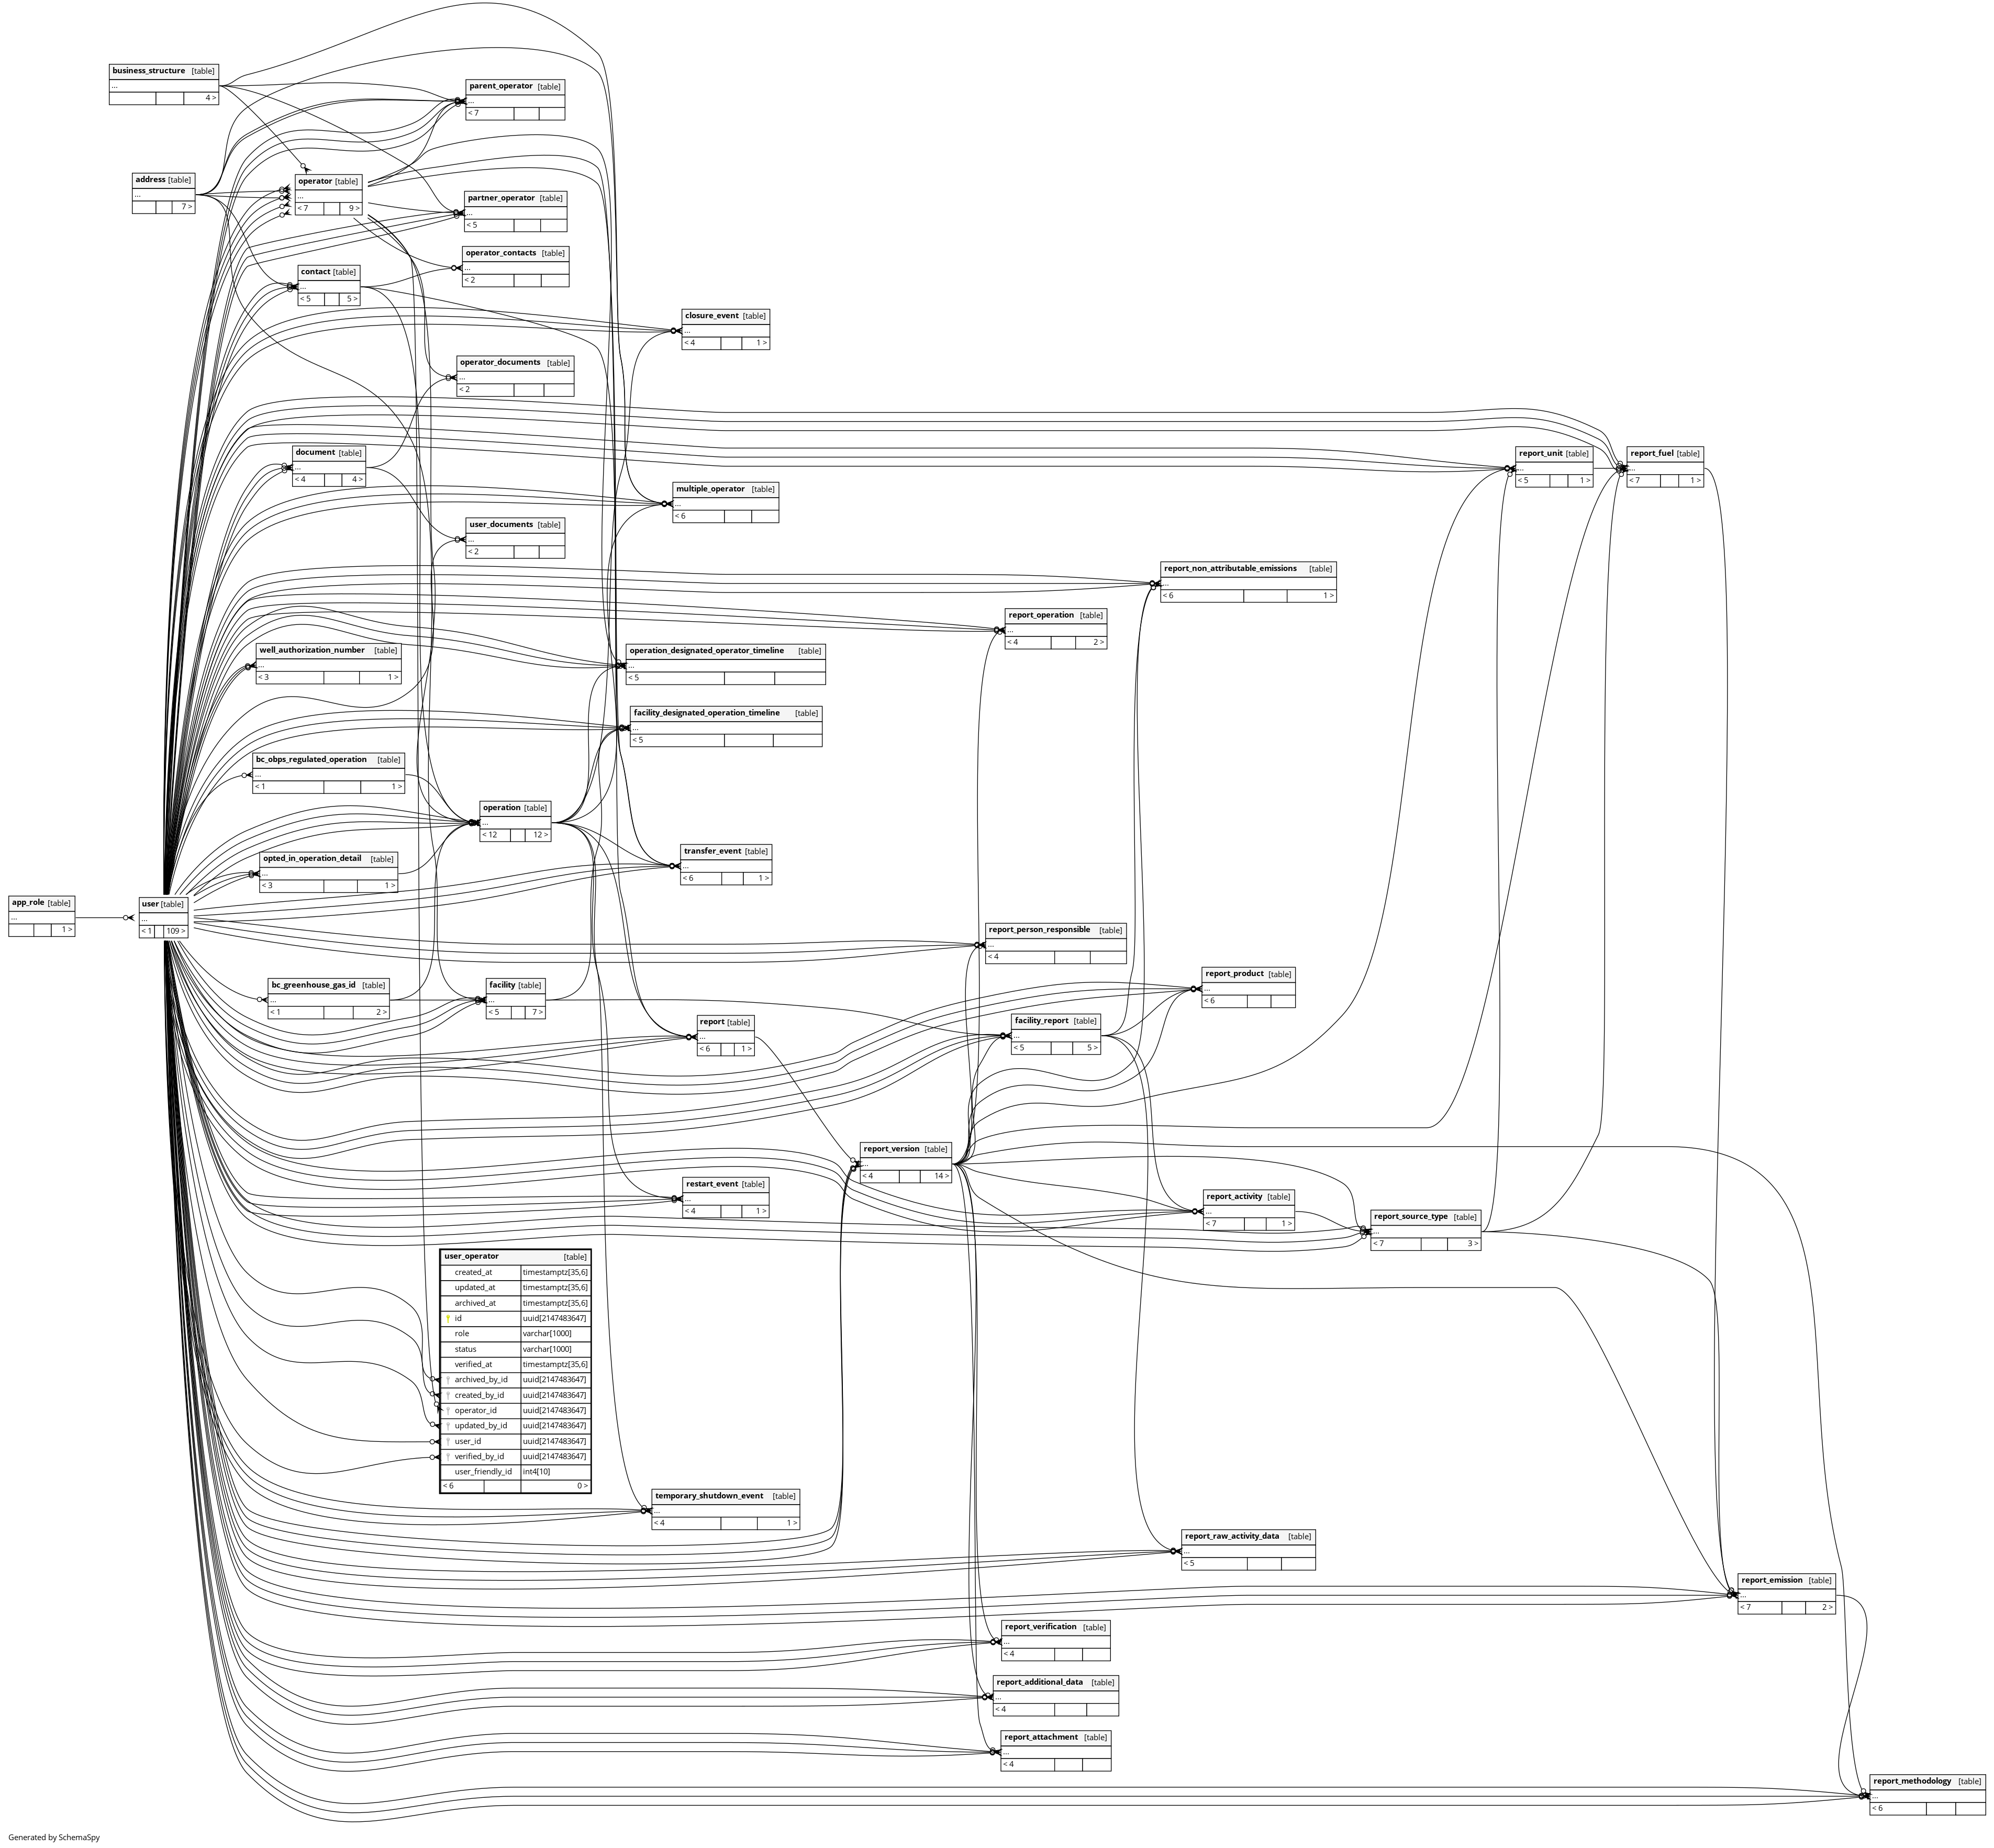 business_structure [table]
...
4 >
parent_operator [table]
...
< 7
address [table]
...
7 >
operator [table]
...
< 7 9 >
partner_operator [table]
...
< 5
operator_contacts [table]
...
< 2
contact [table]
...
< 5 5 >
closure_event [table]
...
< 4 1 >
operator_documents [table]
...
< 2
document [table]
...
< 4 4 >
report_unit [table]
...
< 5 1 >
report_fuel [table]
...
< 7 1 >
multiple_operator [table]
...
< 6
user_documents [table]
...
< 2
report_non_attributable_emissions [table]
...
< 6 1 >
report_operation [table]
...
< 4 2 >
well_authorization_number [table]
...
< 3 1 >
operation_designated_operator_timeline [table]
...
< 5
facility_designated_operation_timeline [table]
...
< 5
bc_obps_regulated_operation [table]
...
< 1 1 >
operation [table]
...
< 12 12 >
transfer_event [table]
...
< 6 1 >
opted_in_operation_detail [table]
...
< 3 1 >
app_role [table]
...
1 >
user [table]
...
< 1 109 >
report_person_responsible [table]
...
< 4
report_product [table]
...
< 6
bc_greenhouse_gas_id [table]
...
< 1 2 >
facility [table]
...
< 5 7 >
report [table]
...
< 6 1 >
facility_report [table]
...
< 5 5 >
report_version [table]
...
< 4 14 >
restart_event [table]
...
< 4 1 >
report_activity [table]
...
< 7 1 >
report_source_type [table]
...
< 7 3 >
user_operator [table]
created_at timestamptz[35,6]
updated_at timestamptz[35,6]
archived_at timestamptz[35,6]
id uuid[2147483647]
role varchar[1000]
status varchar[1000]
verified_at timestamptz[35,6]
archived_by_id uuid[2147483647]
created_by_id uuid[2147483647]
operator_id uuid[2147483647]
updated_by_id uuid[2147483647]
user_id uuid[2147483647]
verified_by_id uuid[2147483647]
user_friendly_id int4[10]
< 6 0 >
temporary_shutdown_event [table]
...
< 4 1 >
report_raw_activity_data [table]
...
< 5
report_emission [table]
...
< 7 2 >
report_verification [table]
...
< 4
report_additional_data [table]
...
< 4
report_attachment [table]
...
< 4
report_methodology [table]
...
< 6
Generated by SchemaSpy